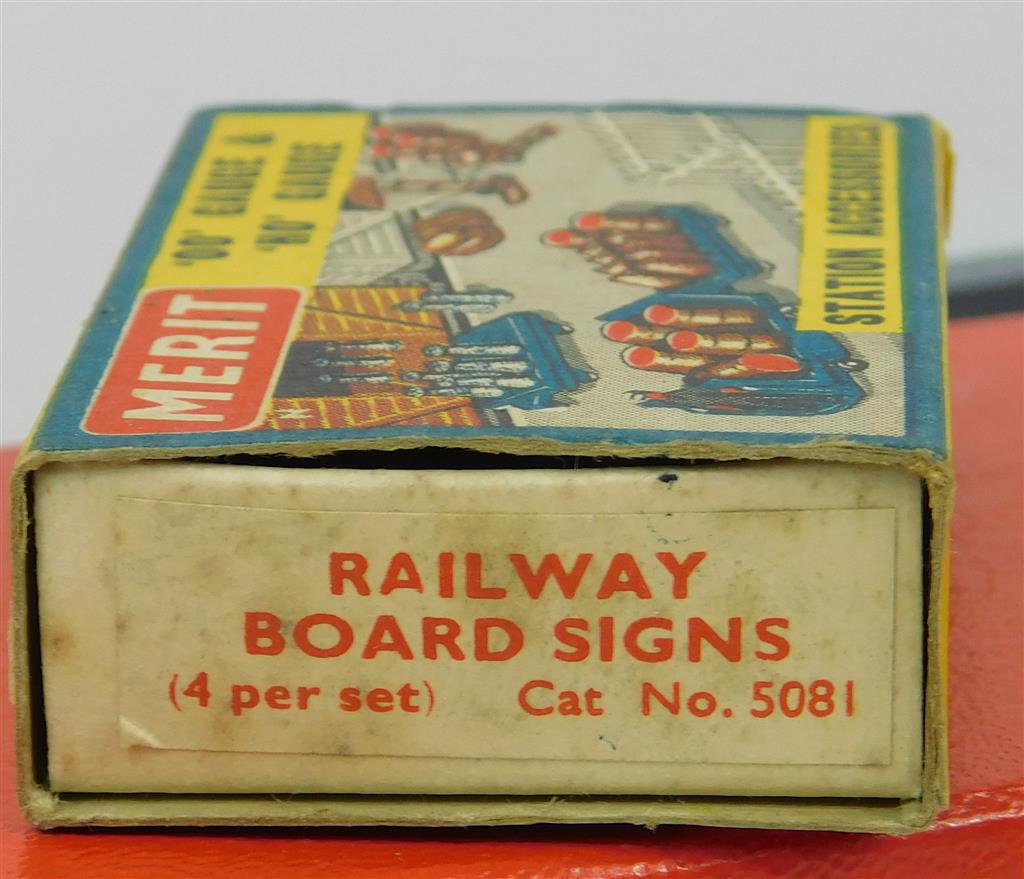 'OO' GAUGE &
'HO' GAUGE
MERIT
STATION ACCESSORIES
RAILWAY
BOARD SIGNS
(4 per set) Cat No. 5081